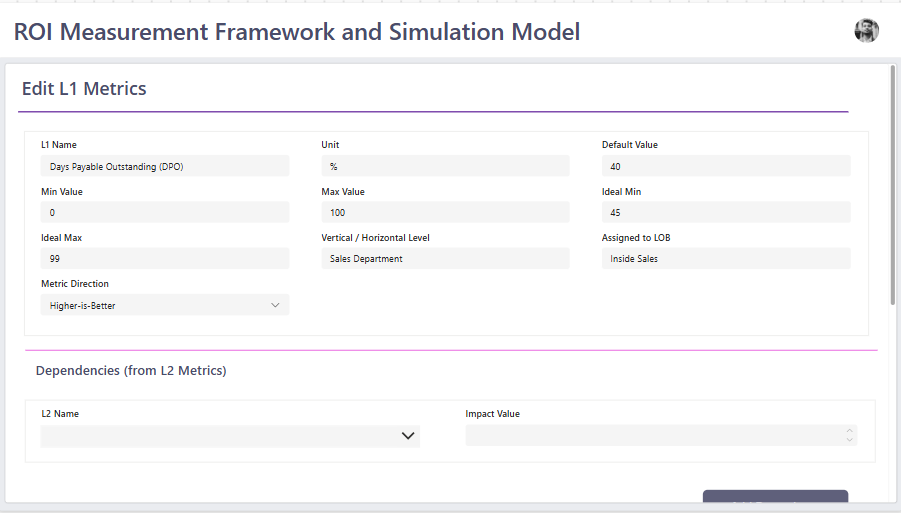 ROI Measurement Framework and Simulation Model
Edit L1 Metrics
L1 Name
Unit
Default Value
Days Payable Outstanding (DPO)
%
40
Min Value
Max Value
Ideal Min
0
100
45
Ideal Max
Vertical / Horizontal Level
Assigned to LOB
99
Sales Department
Inside Sales
Metric Direction
Higher-is-Better
Dependencies (from L2 Metrics)
L2 Name
Impact Value